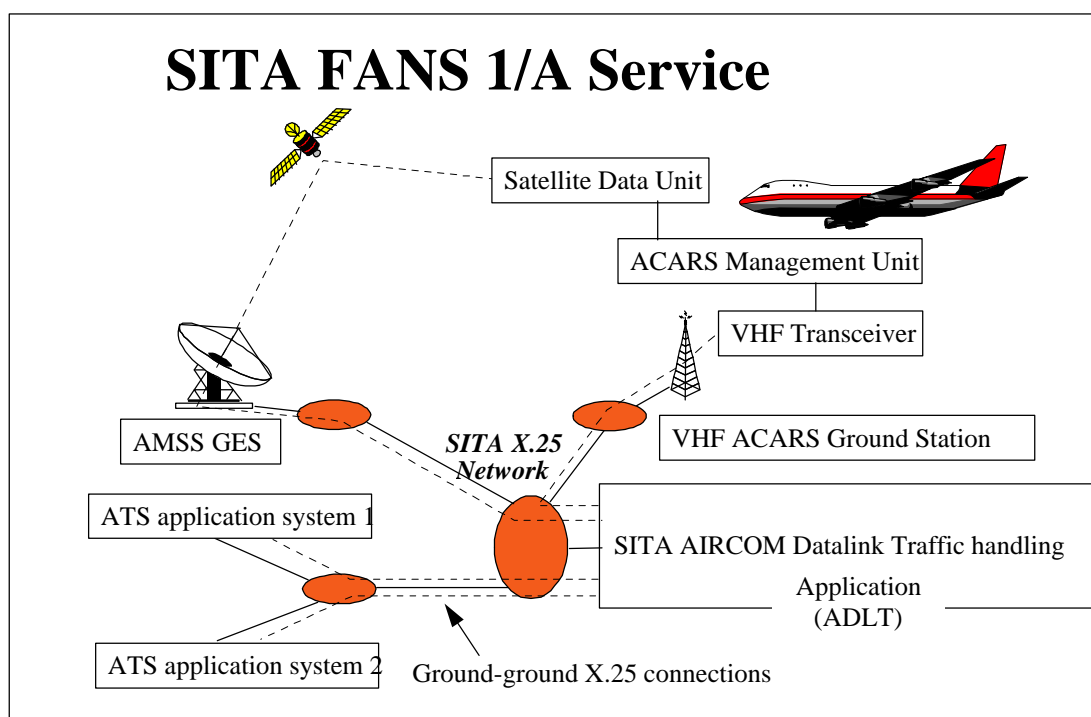 SITA FANS 1/A Service
Satellite Data Unit
ACARS Management Unit
VHF Transceiver
AMSS GES
SITA X.25
Network
VHF ACARS Ground Station
ATS application system 1
SITA AIRCOM Datalink Traffic handling
Application
(ADLT)
ATS application system 2
Ground-ground X.25 connections